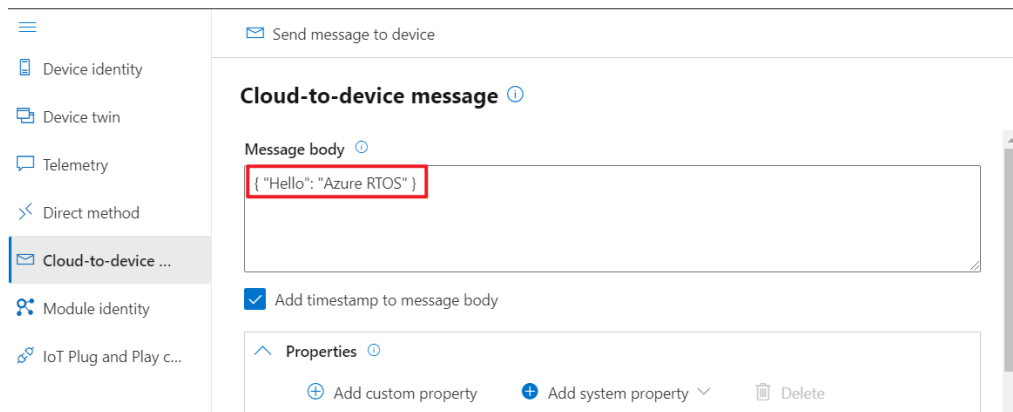 Send message to device
Device identity
Device twin
Telemetry
Direct method
Cloud-to-device ...
Module identity
IoT Plug and Play c...
Cloud-to-device message
Message body
{ "Hello": "Azure RTOS" }
Add timestamp to message body
Properties
Add custom property
Add system property
Delete